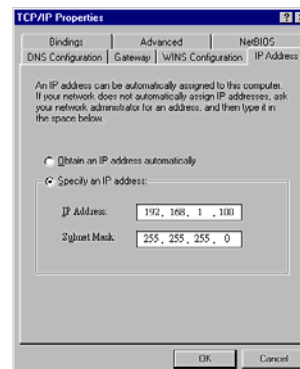 TCP/IP Properties
Bindings Advanced NetBIOS
DNS Configuration Gateway WINS Configuration IP Address
An IP address can be automatically assigned to this computer.
If your network does not automatically assign IP addresses, ask
your network administrator for an address, and then type it in
the space below.
Obtain an IP address automatically
Specify an IP address:
IP Address: 192. 168. 1 .100
Subnet Mask: 255. 255. 255. 0
OK Cancel